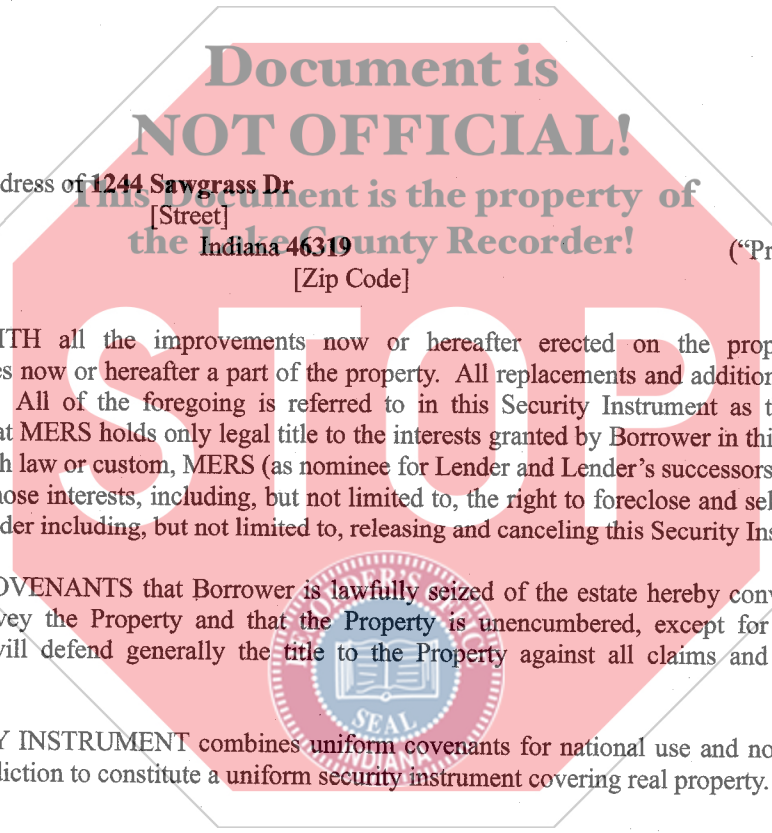 Document is
NOT OFFICIAL!
dress of 1244 Sawgrass Dr
This Document is the property of
[Street]
the Lake County Recorder!
Indiana 46319 (“Pr
[Zip Code]
STOP
ITH all the improvements now or hereafter erected on the prop
s now or hereafter a part of the property. All replacements and addition
All of the foregoing is referred to in this Security Instrument as t
at MERS holds only legal title to the interests granted by Borrower in thi
h law or custom, MERS (as nominee for Lender and Lender’s successors
hose interests, including, but not limited to, the right to foreclose and sel
der including, but not limited to, releasing and canceling this Security Ins
OVENANTS that Borrower is lawfully seized of the estate hereby conv
vey the Property and that the Property is unencumbered, except for
will defend generally the title to the Property against all claims and
RECORDER'S OFFICE
SEAL
INDIANA
Y INSTRUMENT combines uniform covenants for national use and no
diction to constitute a uniform security instrument covering real property.